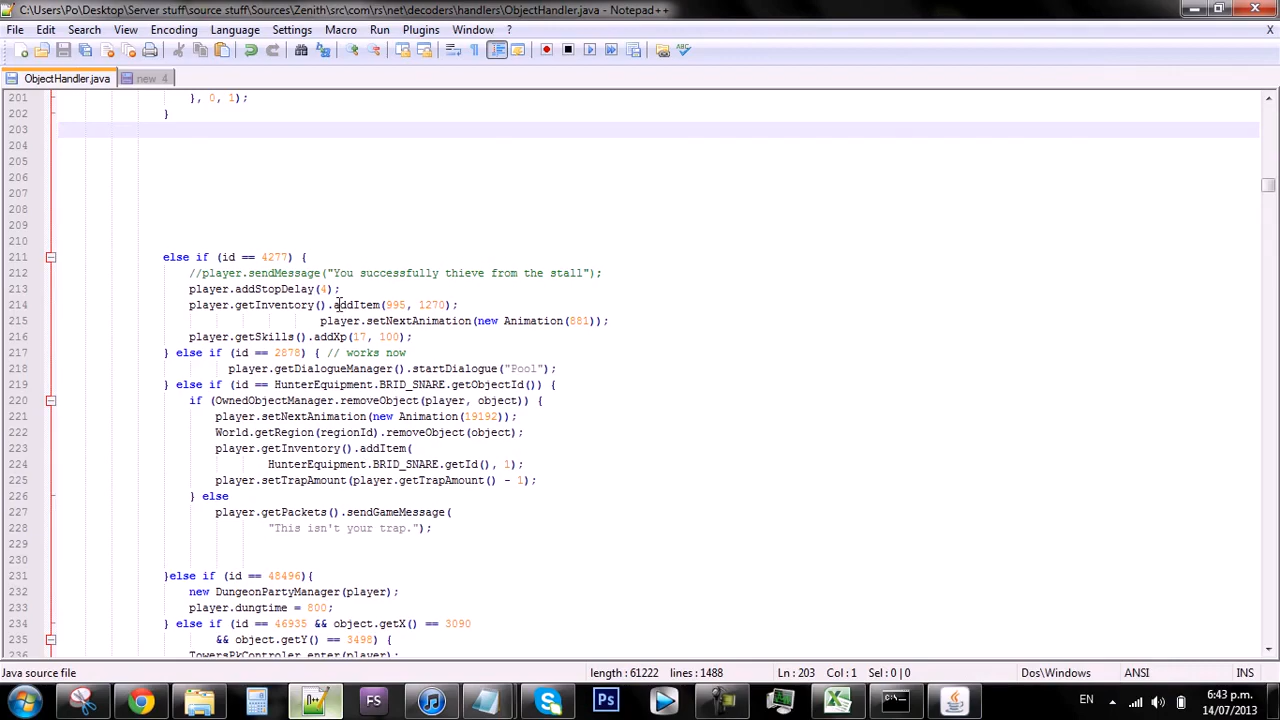 C:\Users\Po\Desktop\Server stuff\source stuff\Sources\Zenith\src\com\rs\net\decoders\handlers\ObjectHandler.java - Notepad++
File Edit Search View Encoding Language Settings Macro Run Plugins Window ? X
ObjectHandler.java new 4
201 }, 0, 1);
202 }
203
204
205
206
207
208
209
210
211 else if (id == 4277) {
212 //player.sendMessage("You successfully thieve from the stall");
213 player.addStopDelay(4);
214 player.getInventory().addItem(995, 1270);
215 player.setNextAnimation(new Animation(881));
216 player.getSkills().addXp(17, 100);
217 } else if (id == 2878) { // works now
218 player.getDialogueManager().startDialogue("Pool");
219 } else if (id == HunterEquipment.BRID_SNARE.getObjectId()) {
220 if (OwnedObjectManager.removeObject(player, object)) {
221 player.setNextAnimation(new Animation(19192));
222 World.getRegion(regionId).removeObject(object);
223 player.getInventory().addItem(
224 HunterEquipment.BRID_SNARE.getId(), 1);
225 player.setTrapAmount(player.getTrapAmount() - 1);
226 } else
227 player.getPackets().sendGameMessage(
228 "This isn't your trap.");
229
230
231 }else if (id == 48496){
232 new DungeonPartyManager(player);
233 player.dungtime = 800;
234 } else if (id == 46935 && object.getX() == 3090
235 && object.getY() == 3498) {
236 TowersPkControler.enter(player);
Java source file length : 61222 lines : 1488 Ln : 203 Col : 1 Sel : 0 | 0 Dos\Windows ANSI INS
FS Ps EN 6:43 p.m.
14/07/2013